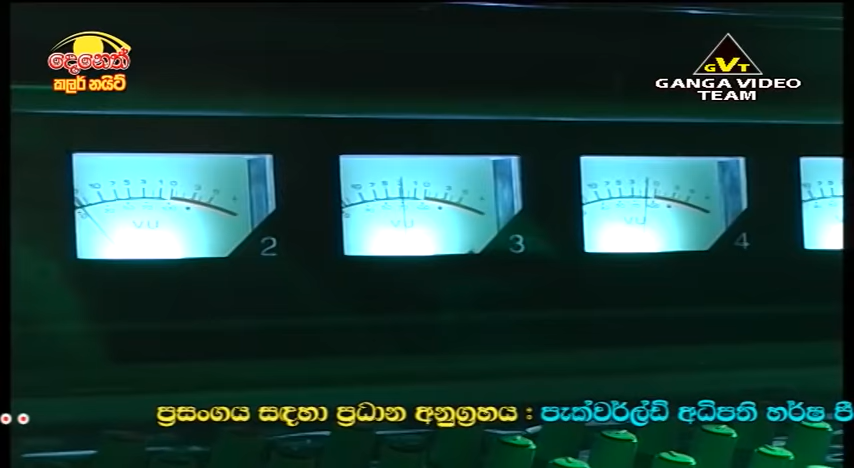 දෙනෙත්
කලර් නයිට්
GVT
GANGA VIDEO
TEAM
VU
VU
VU
2
3
4
ප්‍රසංගය සඳහා ප්‍රධාන අනුග්‍රහය : පැක්වර්ල්ඩ් අධිපති හර්ෂ පී